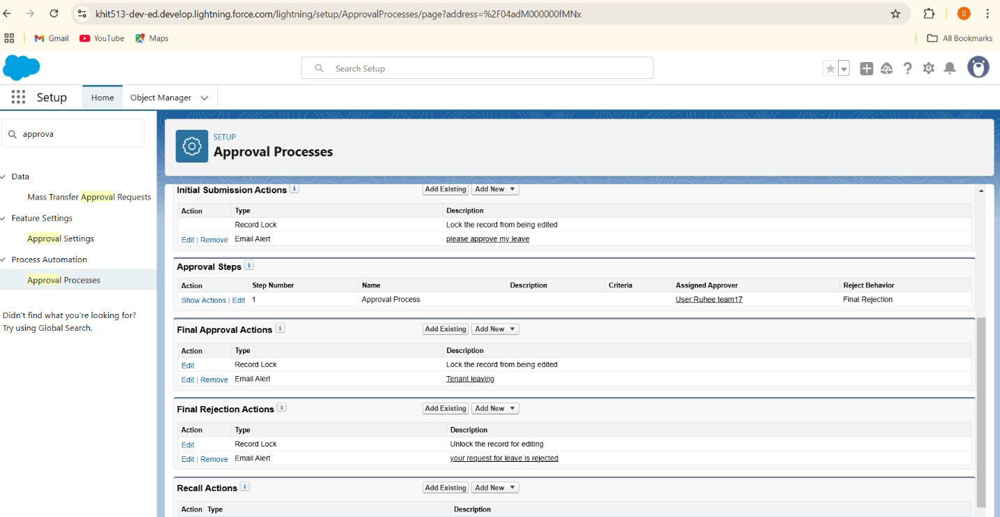 khit513-dev-ed.develop.lightning.force.com/lightning/setup/ApprovalProcesses/page?address=%2F04adM000000fMNx
S
Gmail YouTube Maps All Bookmarks
Search Setup
Setup Home Object Manager
approva
Data
Mass Transfer Approval Requests
Feature Settings
Approval Settings
Process Automation
Approval Processes
Didn't find what you're looking for?
Try using Global Search.
SETUP
Approval Processes
Initial Submission Actions i Add Existing Add New
Action Type Description
Record Lock Lock the record from being edited
Edit | Remove Email Alert please approve my leave
Approval Steps i
Action Step Number Name Description Criteria Assigned Approver Reject Behavior
Show Actions | Edit 1 Approval Process User:Ruhee team17 Final Rejection
Final Approval Actions i Add Existing Add New
Action Type Description
Edit Record Lock Lock the record from being edited
Edit | Remove Email Alert Tenant leaving
Final Rejection Actions i Add Existing Add New
Action Type Description
Edit Record Lock Unlock the record for editing
Edit | Remove Email Alert your request for leave is rejected
Recall Actions i Add Existing Add New
Action Type Description